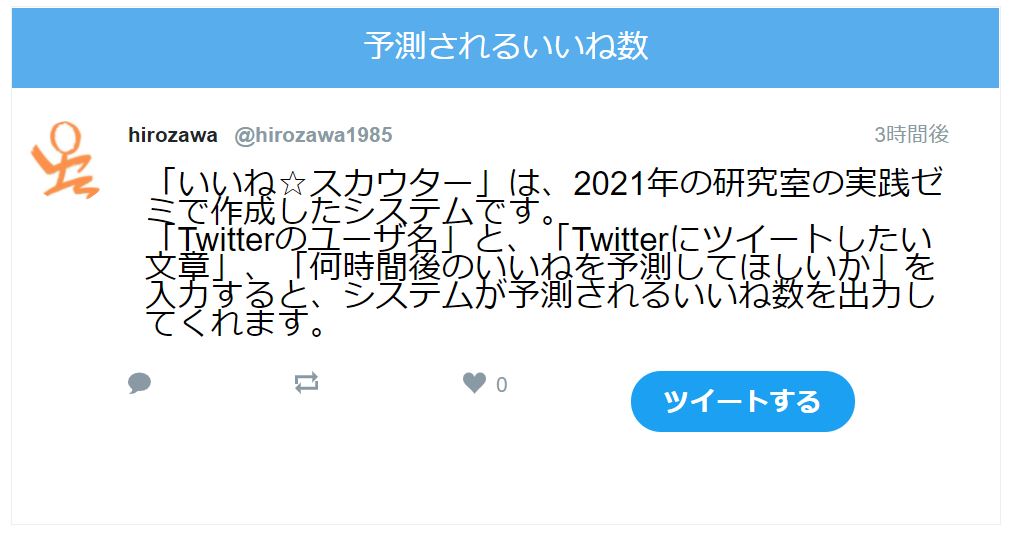 予測されるいいね数
hirozawa @hirozawa1985 3時間後
「いいね☆スカウター」は、2021年の研究室の実践ゼ
ミで作成したシステムです。
「Twitterのユーザ名」と、「Twitterにツイートしたい
文章」、「何時間後のいいねを予測してほしいか」を
入力すると、システムが予測されるいいね数を出力し
てくれます。
0 ツイートする